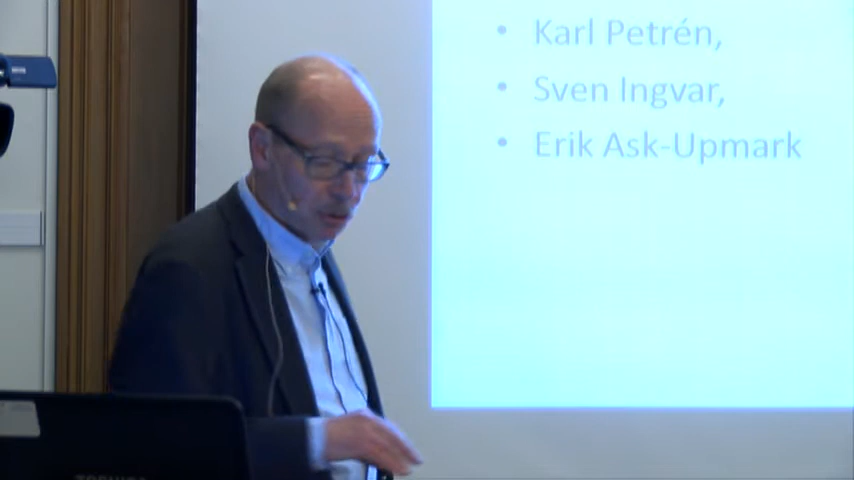 • Karl Petrén,
• Sven Ingvar,
• Erik Ask-Upmark